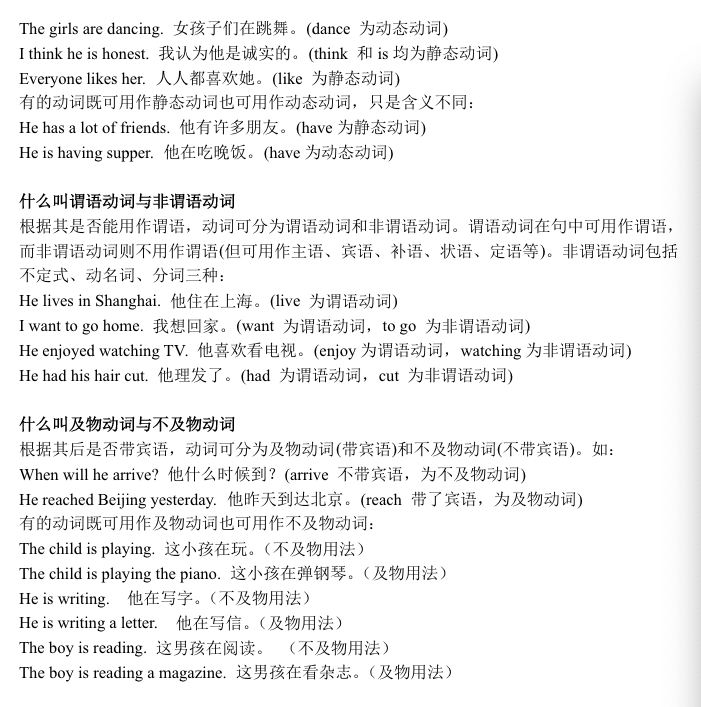 The girls are dancing. 女孩子们在跳舞。(dance 为动态动词)
I think he is honest. 我认为他是诚实的。(think 和 is 均为静态动词)
Everyone likes her. 人人都喜欢她。(like 为静态动词)
有的动词既可用作静态动词也可用作动态动词，只是含义不同：
He has a lot of friends. 他有许多朋友。(have 为静态动词)
He is having supper. 他在吃晚饭。(have 为动态动词)
什么叫谓语动词与非谓语动词
根据其是否能用作谓语，动词可分为谓语动词和非谓语动词。谓语动词在句中可用作谓语，
而非谓语动词则不用作谓语(但可用作主语、宾语、补语、状语、定语等)。非谓语动词包括
不定式、动名词、分词三种：
He lives in Shanghai. 他住在上海。(live 为谓语动词)
I want to go home. 我想回家。(want 为谓语动词，to go 为非谓语动词)
He enjoyed watching TV. 他喜欢看电视。(enjoy 为谓语动词，watching 为非谓语动词)
He had his hair cut. 他理发了。(had 为谓语动词，cut 为非谓语动词)
什么叫及物动词与不及物动词
根据其后是否带宾语，动词可分为及物动词(带宾语)和不及物动词(不带宾语)。如：
When will he arrive? 他什么时候到？(arrive 不带宾语，为不及物动词)
He reached Beijing yesterday. 他昨天到达北京。(reach 带了宾语，为及物动词)
有的动词既可用作及物动词也可用作不及物动词：
The child is playing. 这小孩在玩。（不及物用法）
The child is playing the piano. 这小孩在弹钢琴。（及物用法）
He is writing. 他在写字。（不及物用法）
He is writing a letter. 他在写信。（及物用法）
The boy is reading. 这男孩在阅读。 （不及物用法）
The boy is reading a magazine. 这男孩在看杂志。（及物用法）